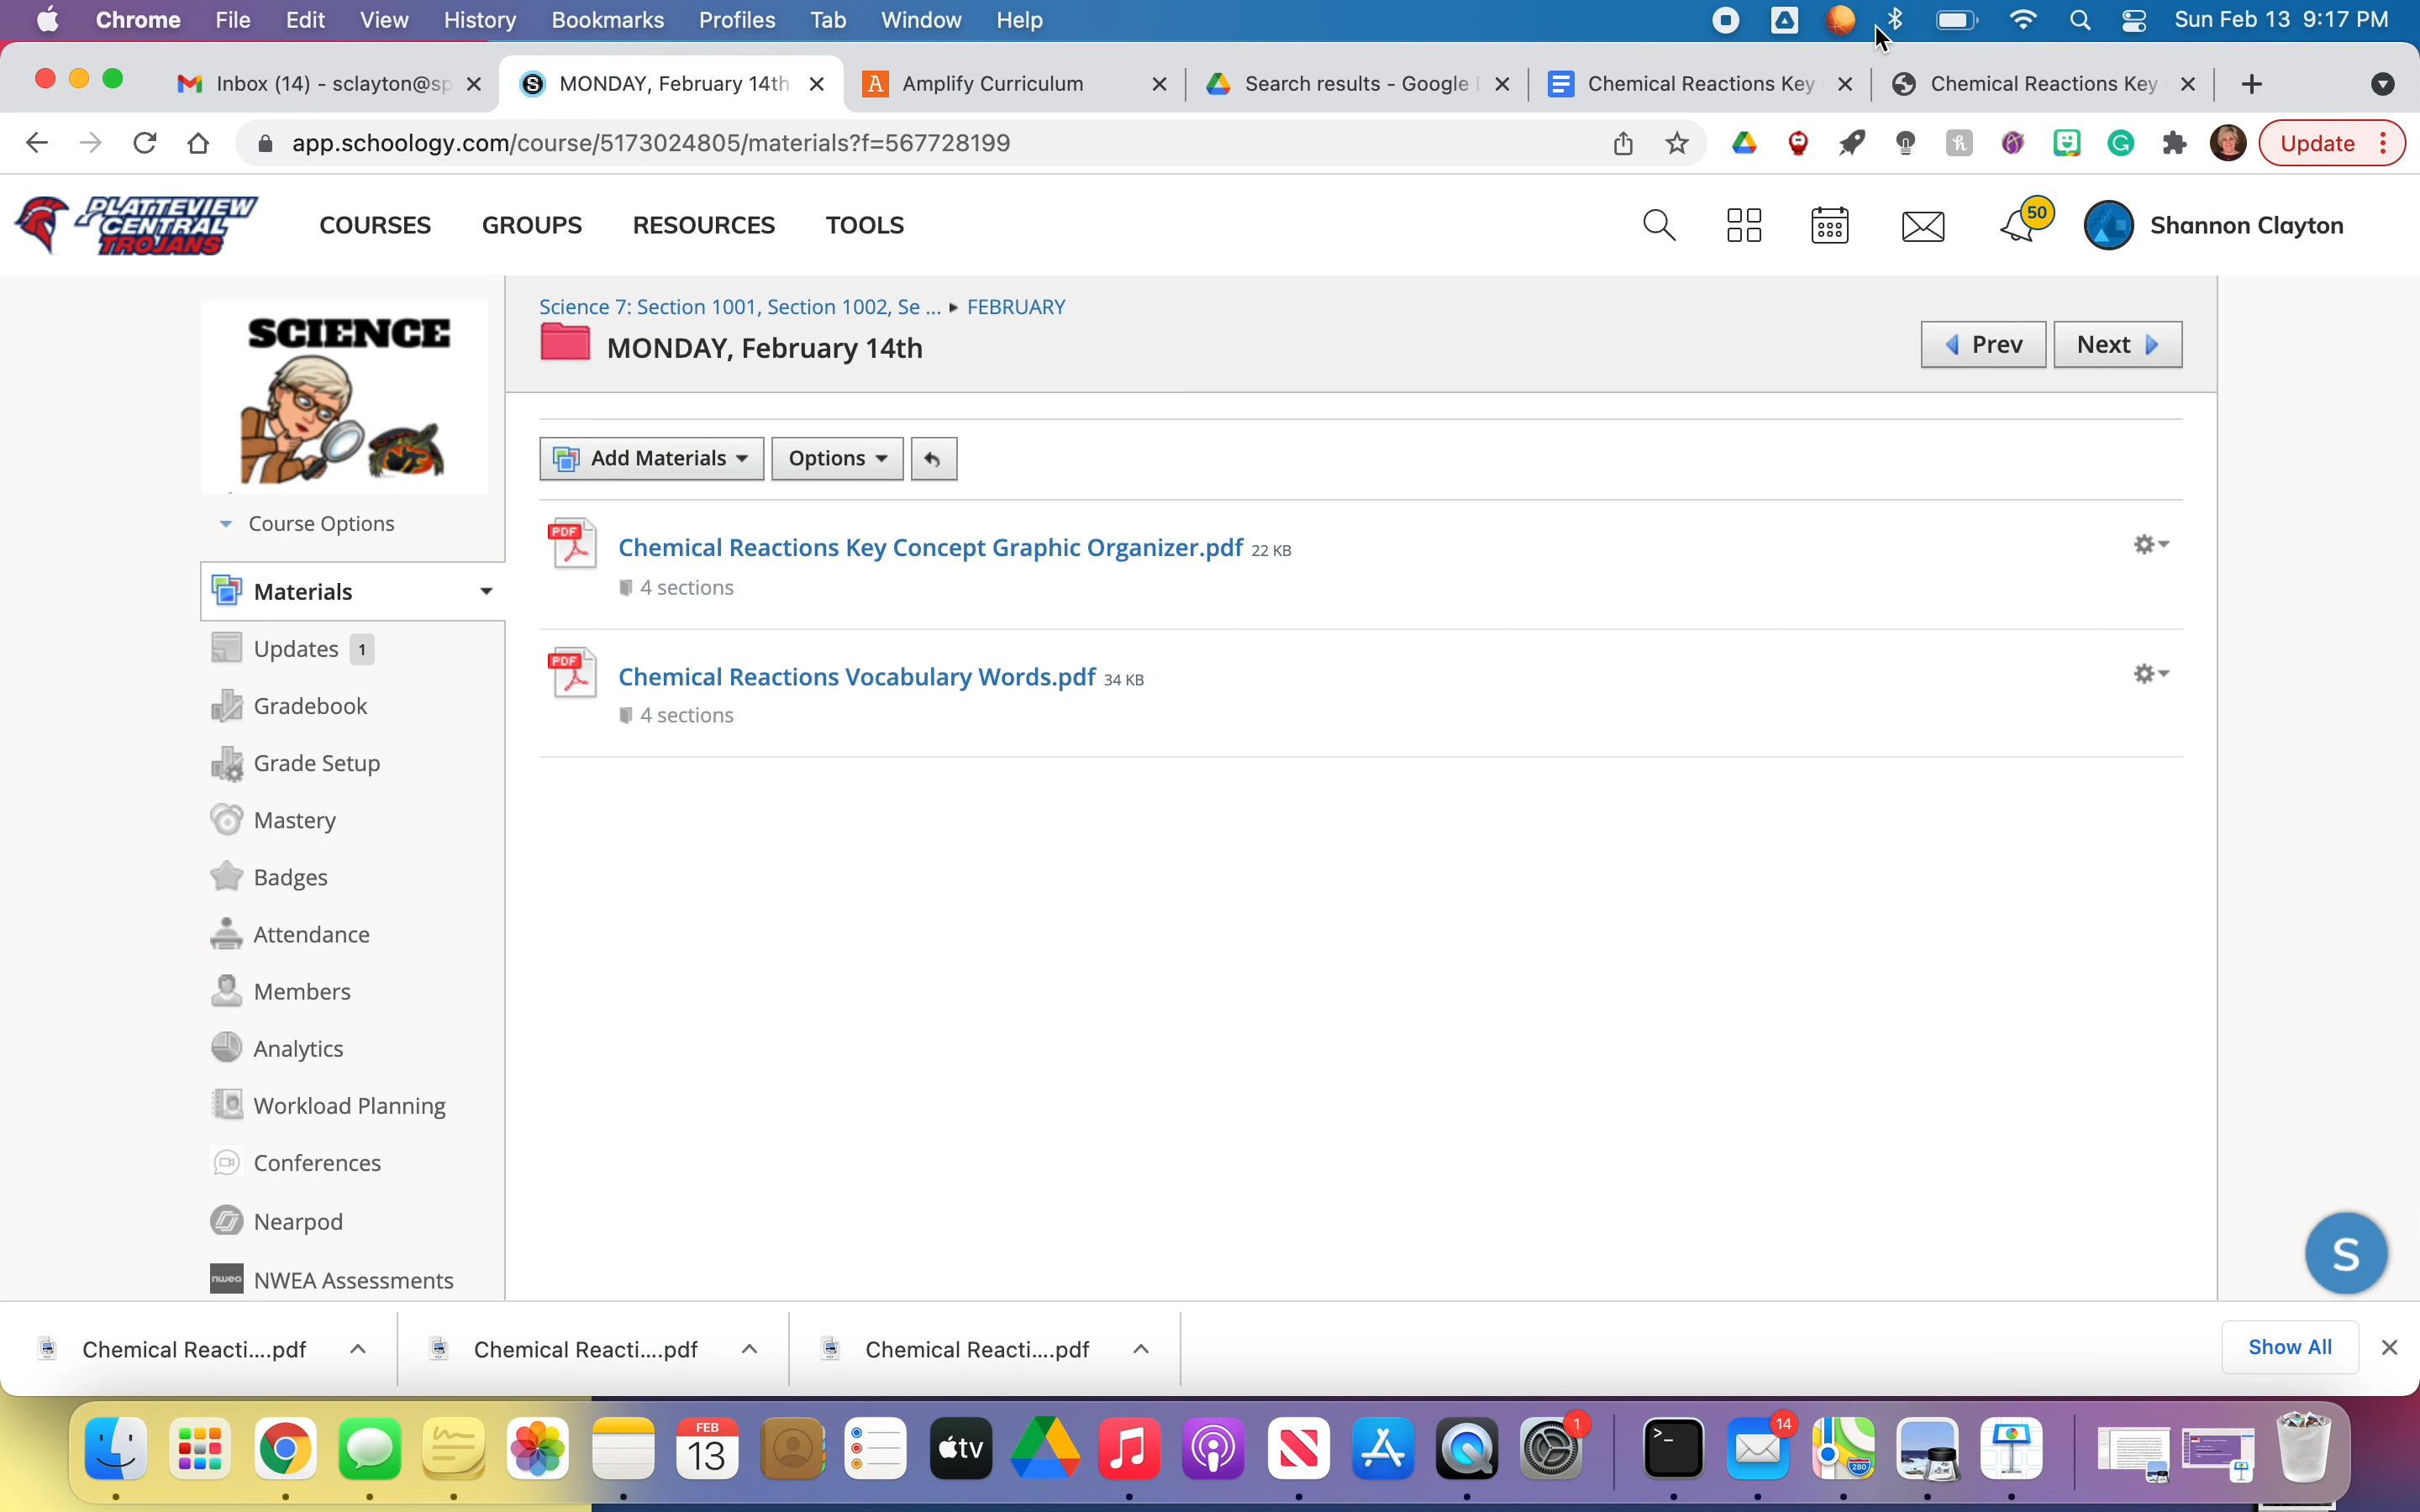 Chrome File Edit View History Bookmarks Profiles Tab Window Help Sun Feb 13 9:17 PM
Inbox (14) - sclayton@sp MONDAY, February 14th Amplify Curriculum Search results - Google Chemical Reactions Key Chemical Reactions Key
app.schoology.com/course/5173024805/materials?f=567728199 Update
PLATTEVIEW CENTRAL TROJANS
COURSES GROUPS RESOURCES TOOLS 50 Shannon Clayton
SCIENCE
Course Options
Materials
Updates 1
Gradebook
Grade Setup
Mastery
Badges
Attendance
Members
Analytics
Workload Planning
Conferences
Nearpod
nwea NWEA Assessments
Science 7: Section 1001, Section 1002, Se ... ▸ FEBRUARY
MONDAY, February 14th
Prev Next
Add Materials Options
PDF Chemical Reactions Key Concept Graphic Organizer.pdf 22 KB
4 sections
PDF Chemical Reactions Vocabulary Words.pdf 34 KB
4 sections
S
Chemical Reacti....pdf Chemical Reacti....pdf Chemical Reacti....pdf Show All
FEB 13 tv 1 >_ 14 280